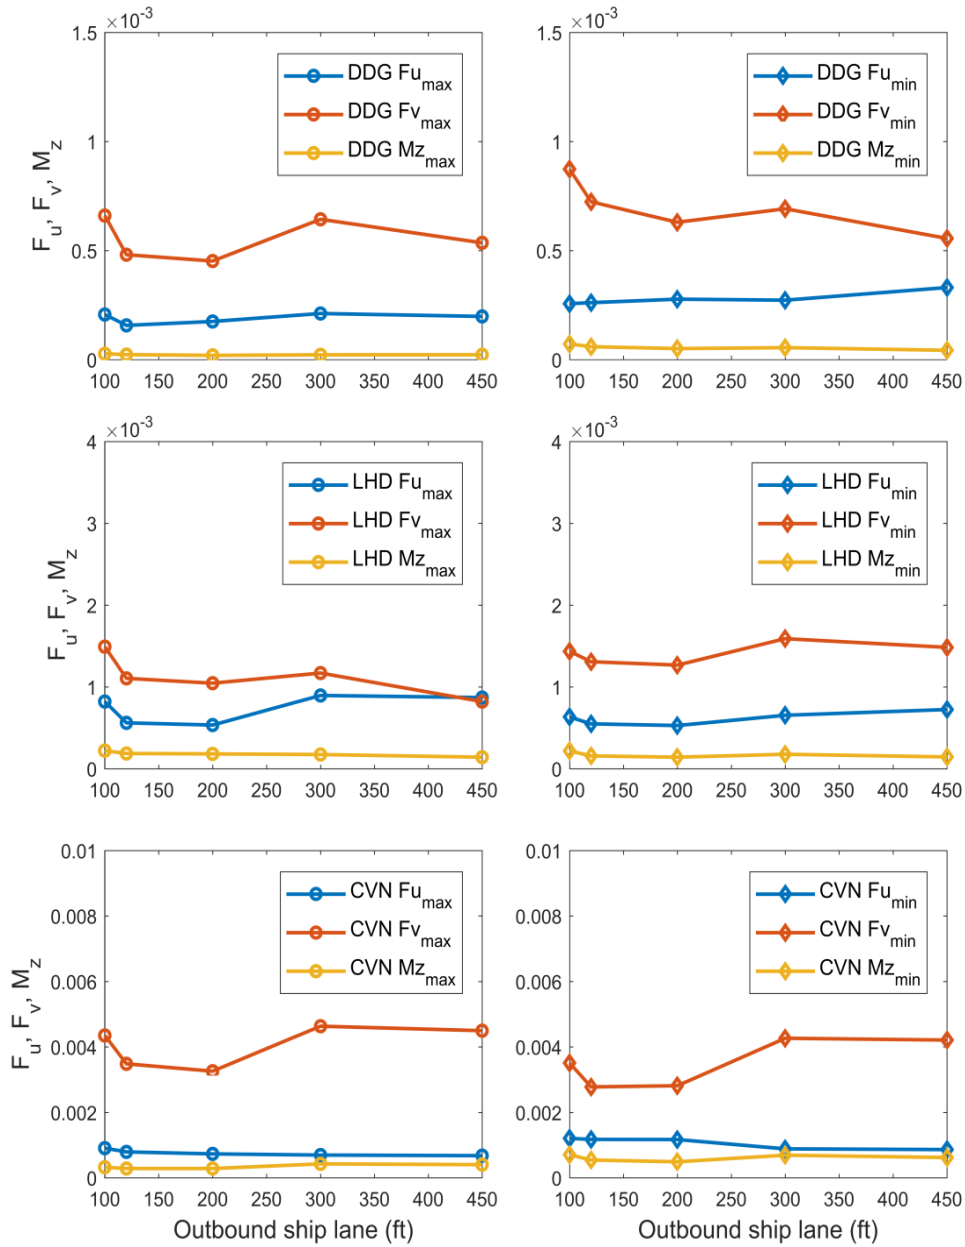 ×10^-3
1.5
1
0.5
0
F_u, F_v, M_z
DDG Fu_max
DDG Fv_max
DDG Mz_max
100 150 200 250 300 350 400 450
×10^-3
1.5
1
0.5
0
DDG Fu_min
DDG Fv_min
DDG Mz_min
100 150 200 250 300 350 400 450
×10^-3
4
3
2
1
0
F_u, F_v, M_z
LHD Fu_max
LHD Fv_max
LHD Mz_max
100 150 200 250 300 350 400 450
×10^-3
4
3
2
1
0
LHD Fu_min
LHD Fv_min
LHD Mz_min
100 150 200 250 300 350 400 450
0.01
0.008
0.006
0.004
0.002
0
F_u, F_v, M_z
CVN Fu_max
CVN Fv_max
CVN Mz_max
100 150 200 250 300 350 400 450
Outbound ship lane (ft)
0.01
0.008
0.006
0.004
0.002
0
CVN Fu_min
CVN Fv_min
CVN Mz_min
100 150 200 250 300 350 400 450
Outbound ship lane (ft)